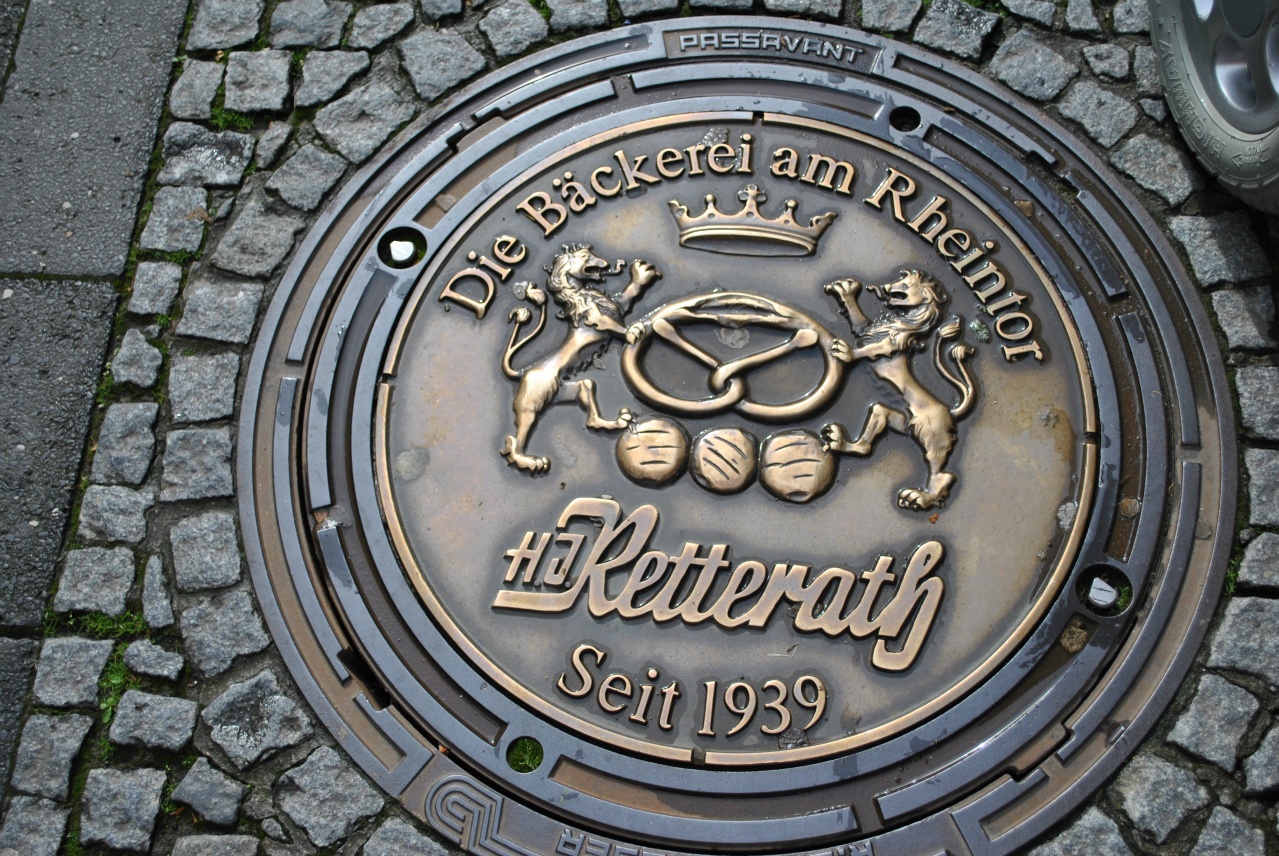 PASSAVANT
Die Bäckerei am Rheintor
HJ Retterath
Seit 1939